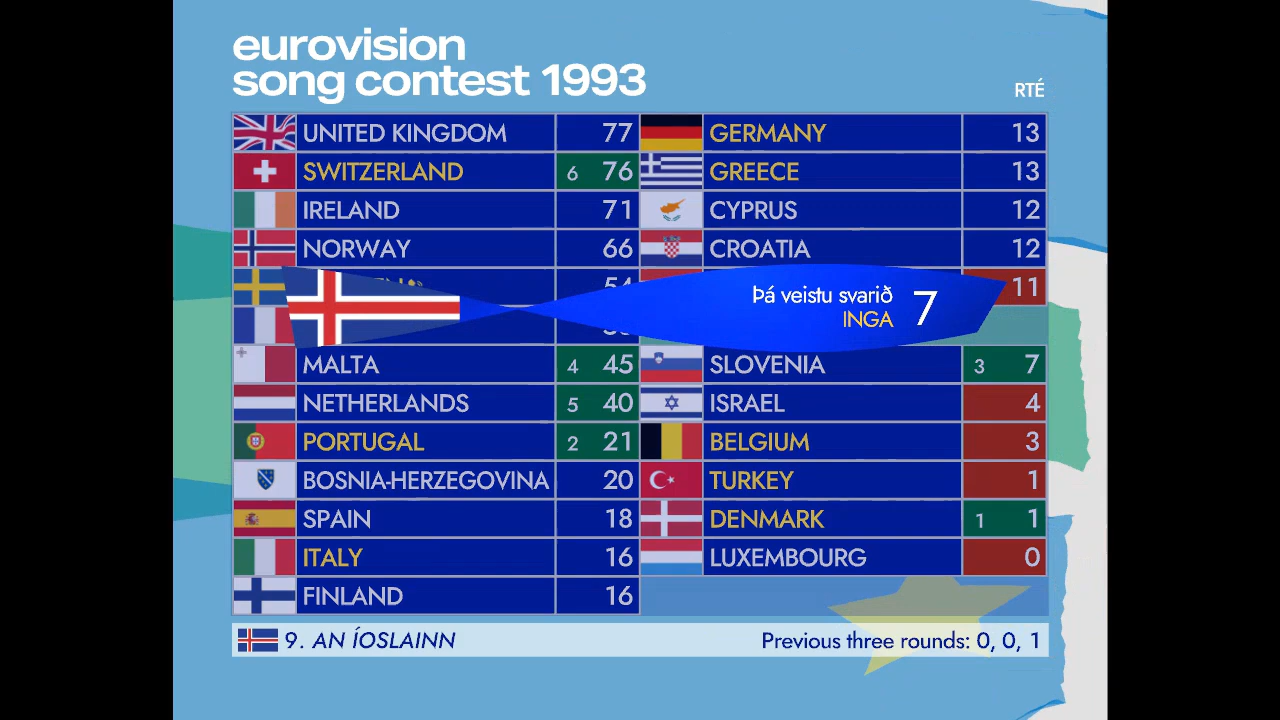 eurovision
song contest 1993
RTÉ
UNITED KINGDOM 77 GERMANY 13
SWITZERLAND 6 76 GREECE 13
IRELAND 71 CYPRUS 12
NORWAY 66 CROATIA 12
54 11
Þá veistu svarið 7
INGA
MALTA 4 45 SLOVENIA 3 7
NETHERLANDS 5 40 ISRAEL 4
PORTUGAL 2 21 BELGIUM 3
BOSNIA-HERZEGOVINA 20 TURKEY 1
SPAIN 18 DENMARK 1 1
ITALY 16 LUXEMBOURG 0
FINLAND 16
9. AN ÍOSLAINN Previous three rounds: 0, 0, 1